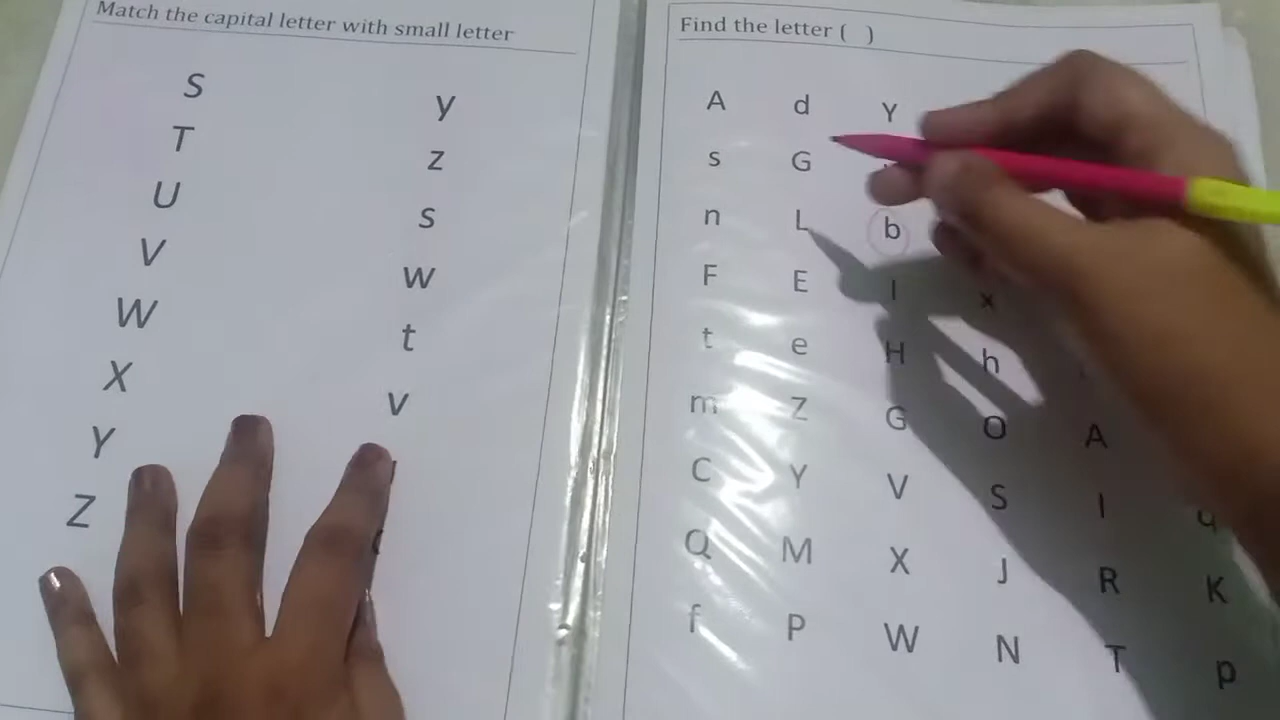 Match the capital letter with small letter
S y
T z
U s
V w
W t
X v
Y
Z
Find the letter ( )
A d Y
s G
n L b
F E I x
t e H h
m Z G O A
C Y V S I q
Q M X J R K
f P W N T p